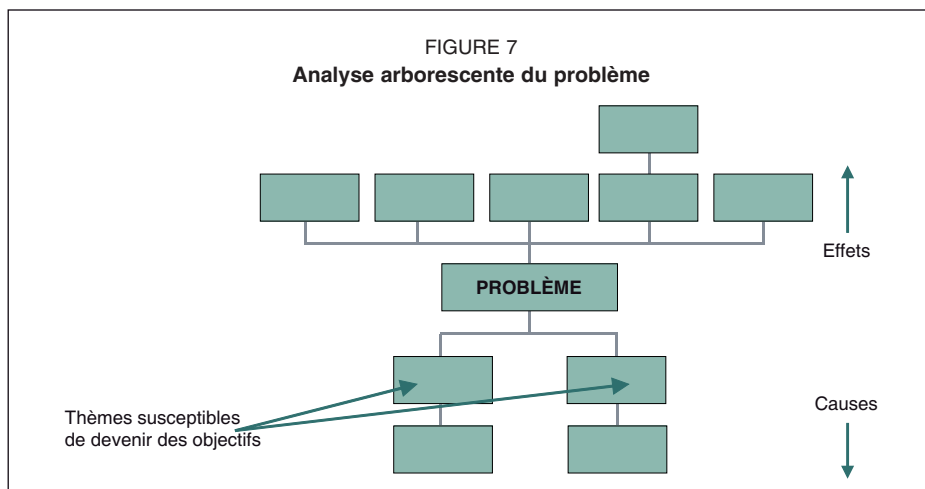 FIGURE 7
Analyse arborescente du problème
Effets
PROBLÈME
Thèmes susceptibles
de devenir des objectifs
Causes